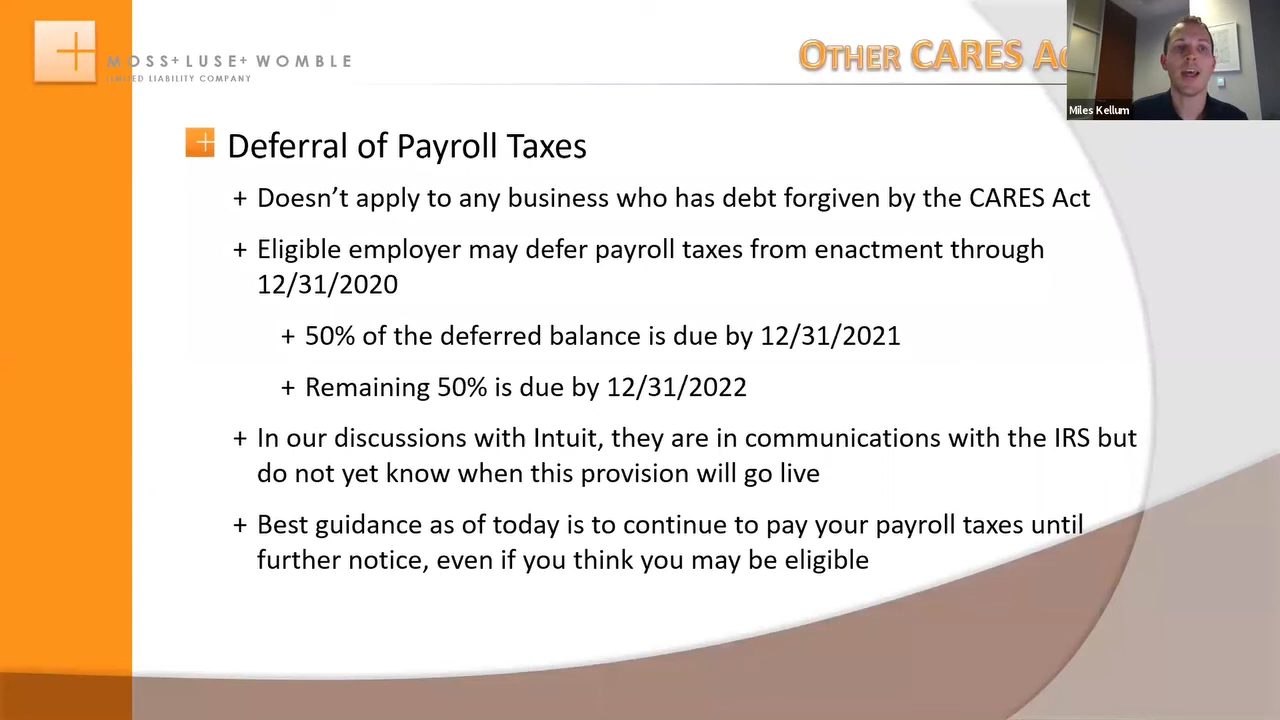 MOSS+LUSE+ WOMBLE
LIMITED LIABILITY COMPANY
OTHER CARES
Miles Kellum
Deferral of Payroll Taxes
+ Doesn’t apply to any business who has debt forgiven by the CARES Act
+ Eligible employer may defer payroll taxes from enactment through
12/31/2020
+ 50% of the deferred balance is due by 12/31/2021
+ Remaining 50% is due by 12/31/2022
+ In our discussions with Intuit, they are in communications with the IRS but
do not yet know when this provision will go live
+ Best guidance as of today is to continue to pay your payroll taxes until
further notice, even if you think you may be eligible